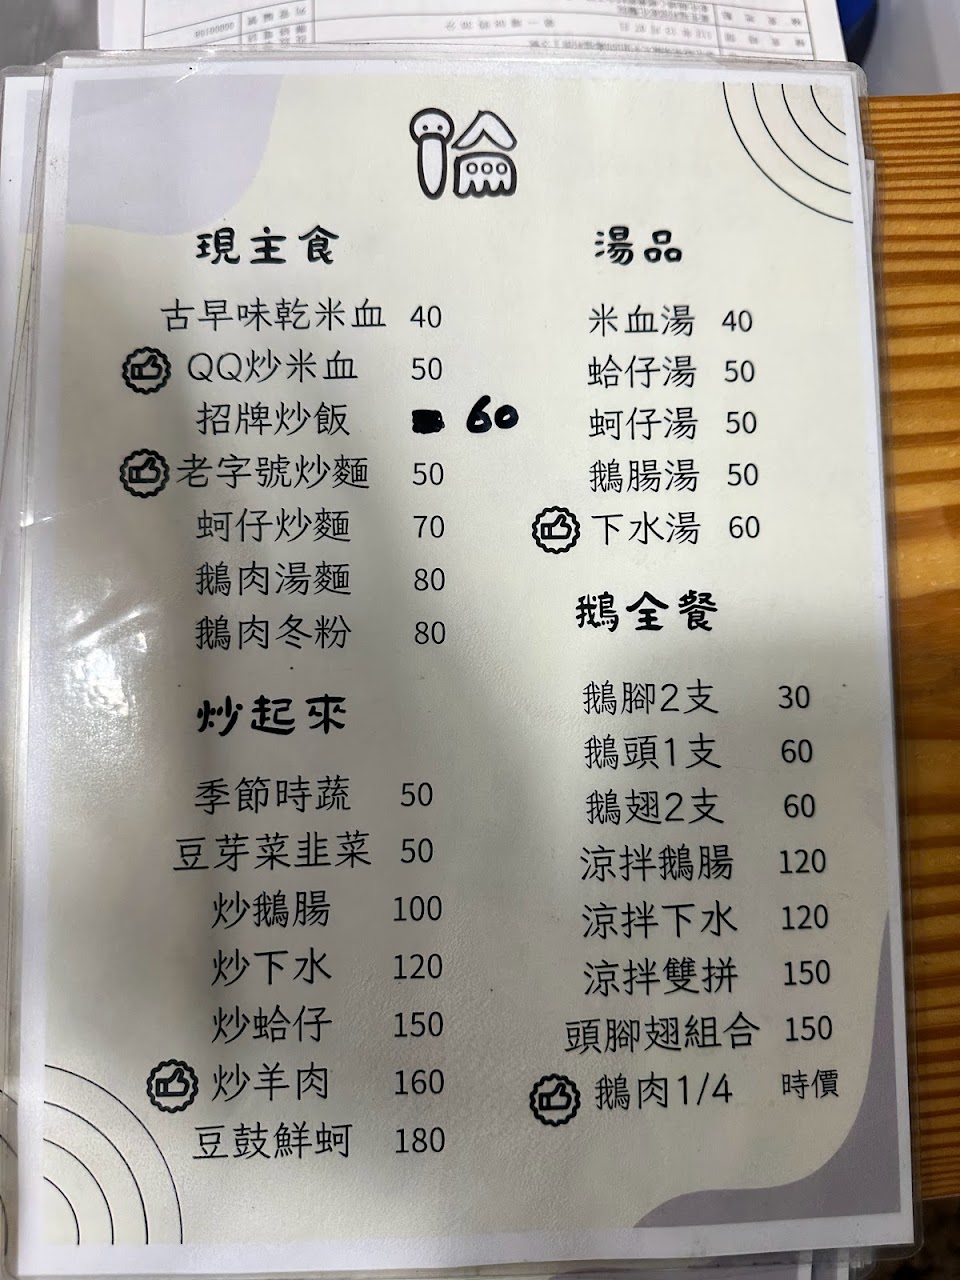 現主食
古早味乾米血 40
QQ炒米血 50
招牌炒飯 60
老字號炒麵 50
蚵仔炒麵 70
鵝肉湯麵 80
鵝肉冬粉 80
炒起來
季節時蔬 50
豆芽菜韭菜 50
炒鵝腸 100
炒下水 120
炒蛤仔 150
炒羊肉 160
豆鼓鮮蚵 180
湯品
米血湯 40
蛤仔湯 50
蚵仔湯 50
鵝腸湯 50
下水湯 60
鵝全餐
鵝腳2支 30
鵝頭1支 60
鵝翅2支 60
涼拌鵝腸 120
涼拌下水 120
涼拌雙拼 150
頭腳翅組合 150
鵝肉1/4 時價